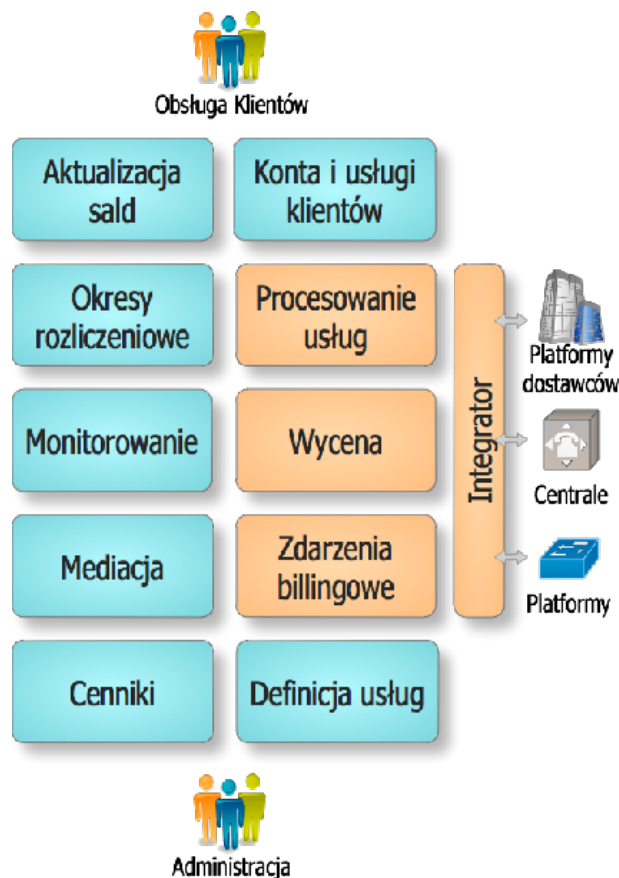 Obsługa Klientów
Aktualizacja
sald
Konta i usługi
klientów
Okresy
rozliczeniowe
Procesowanie
usług
Monitorowanie
Wycena
Mediacja
Zdarzenia
billingowe
Integrator
Platformy
dostawców
Centrale
Platformy
Cenniki
Definicja usług
Administracja